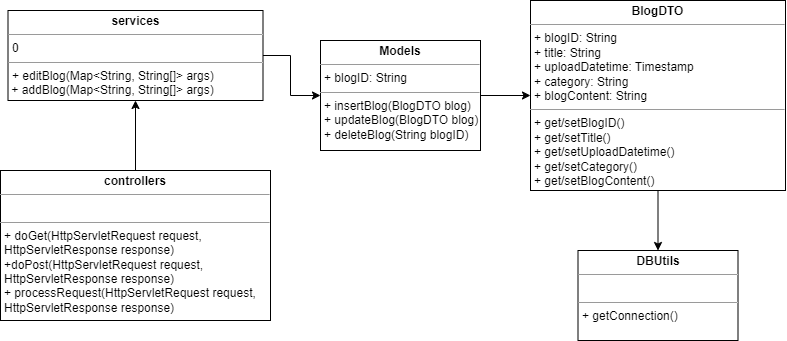 services
0
+ editBlog(Map<String, String[]> args)
+ addBlog(Map<String, String[]> args)
Models
+ blogID: String
+ insertBlog(BlogDTO blog)
+ updateBlog(BlogDTO blog)
+ deleteBlog(String blogID)
BlogDTO
+ blogID: String
+ title: String
+ uploadDatetime: Timestamp
+ category: String
+ blogContent: String
+ get/setBlogID()
+ get/setTitle()
+ get/setUploadDatetime()
+ get/setCategory()
+ get/setBlogContent()
controllers
+ doGet(HttpServletRequest request,
HttpServletResponse response)
+doPost(HttpServletRequest request,
HttpServletResponse response)
+ processRequest(HttpServletRequest request,
HttpServletResponse response)
DBUtils
+ getConnection()